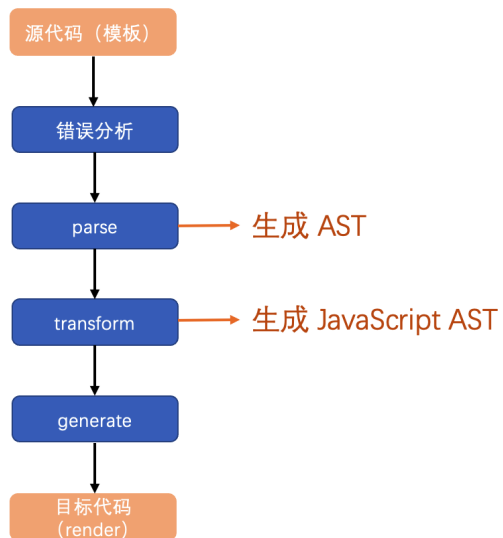 源代码（模板）
错误分析
parse
生成 AST
transform
生成 JavaScript AST
generate
目标代码
（render）